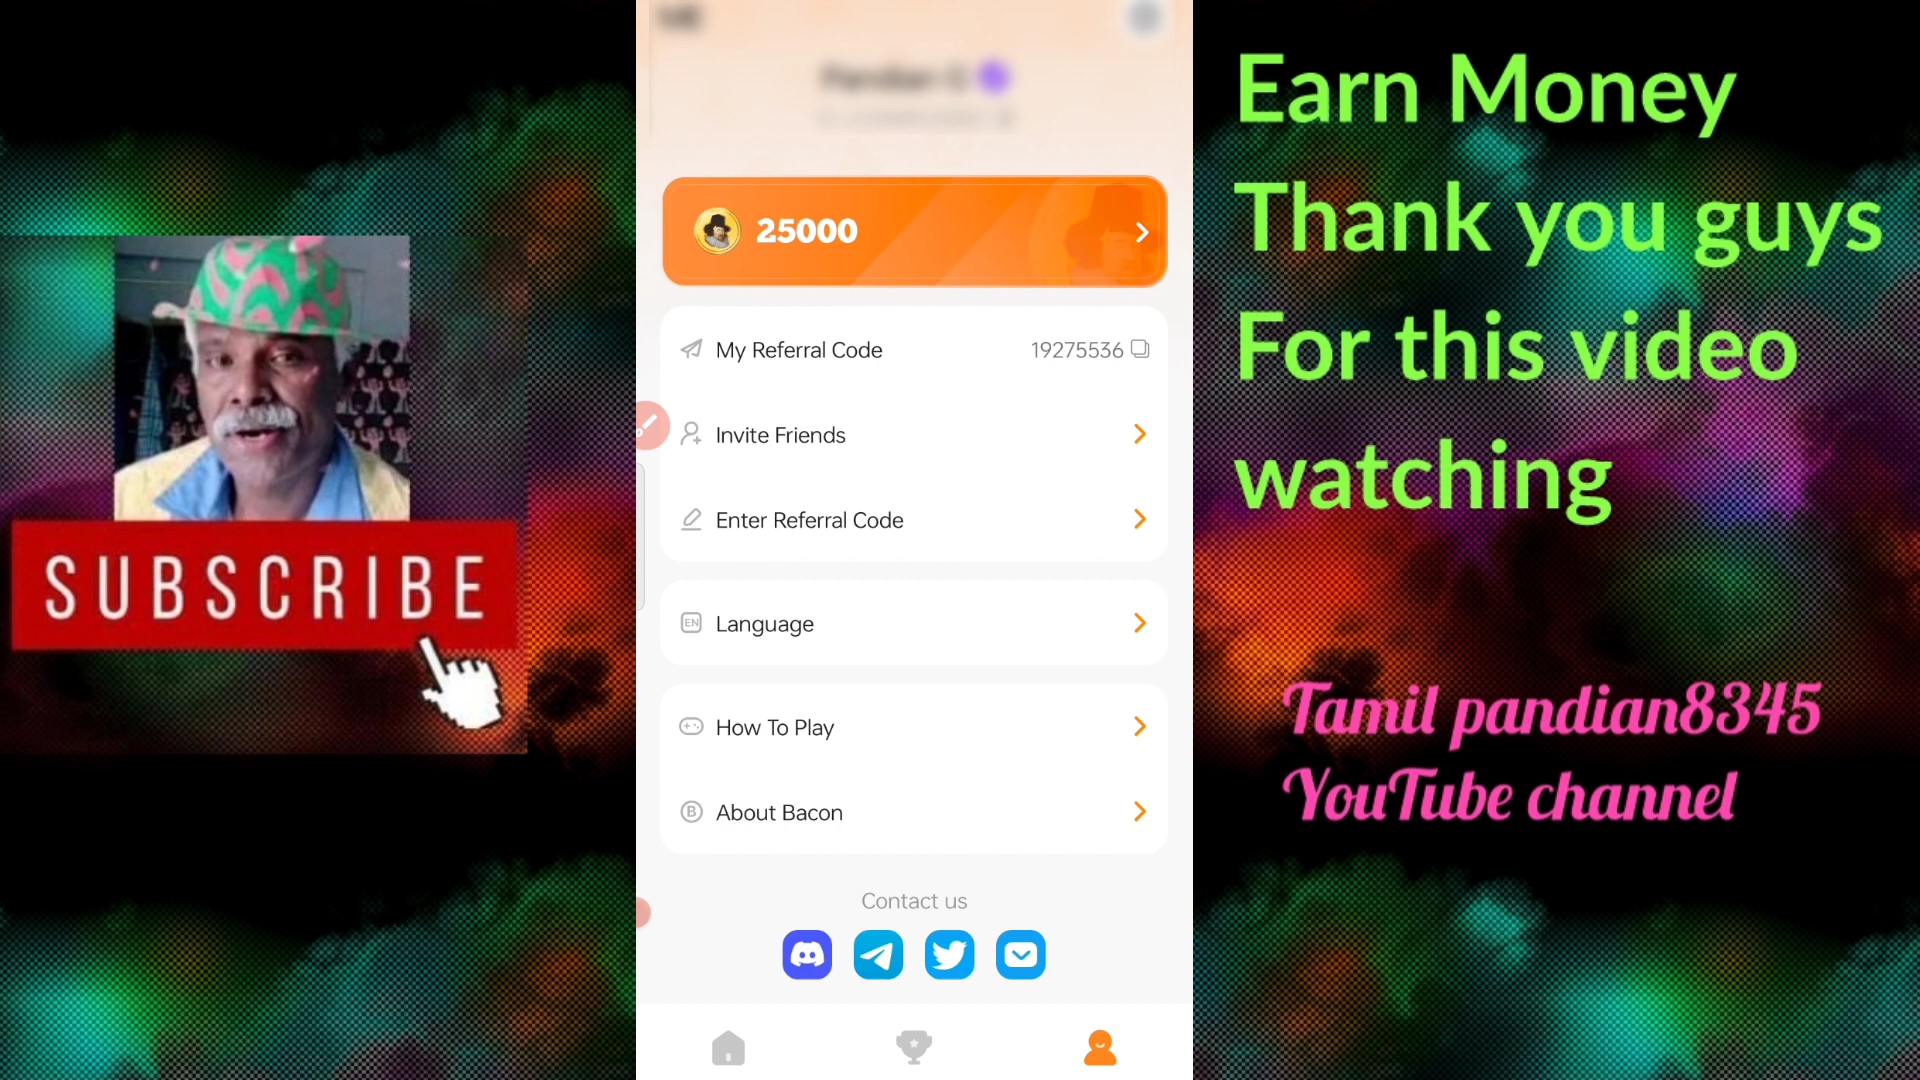 SUBSCRIBE
25000
My Referral Code 19275536
Invite Friends
Enter Referral Code
EN Language
How To Play
B About Bacon
Contact us
Earn Money
Thank you guys
For this video
watching
Tamil pandian8345
YouTube channel